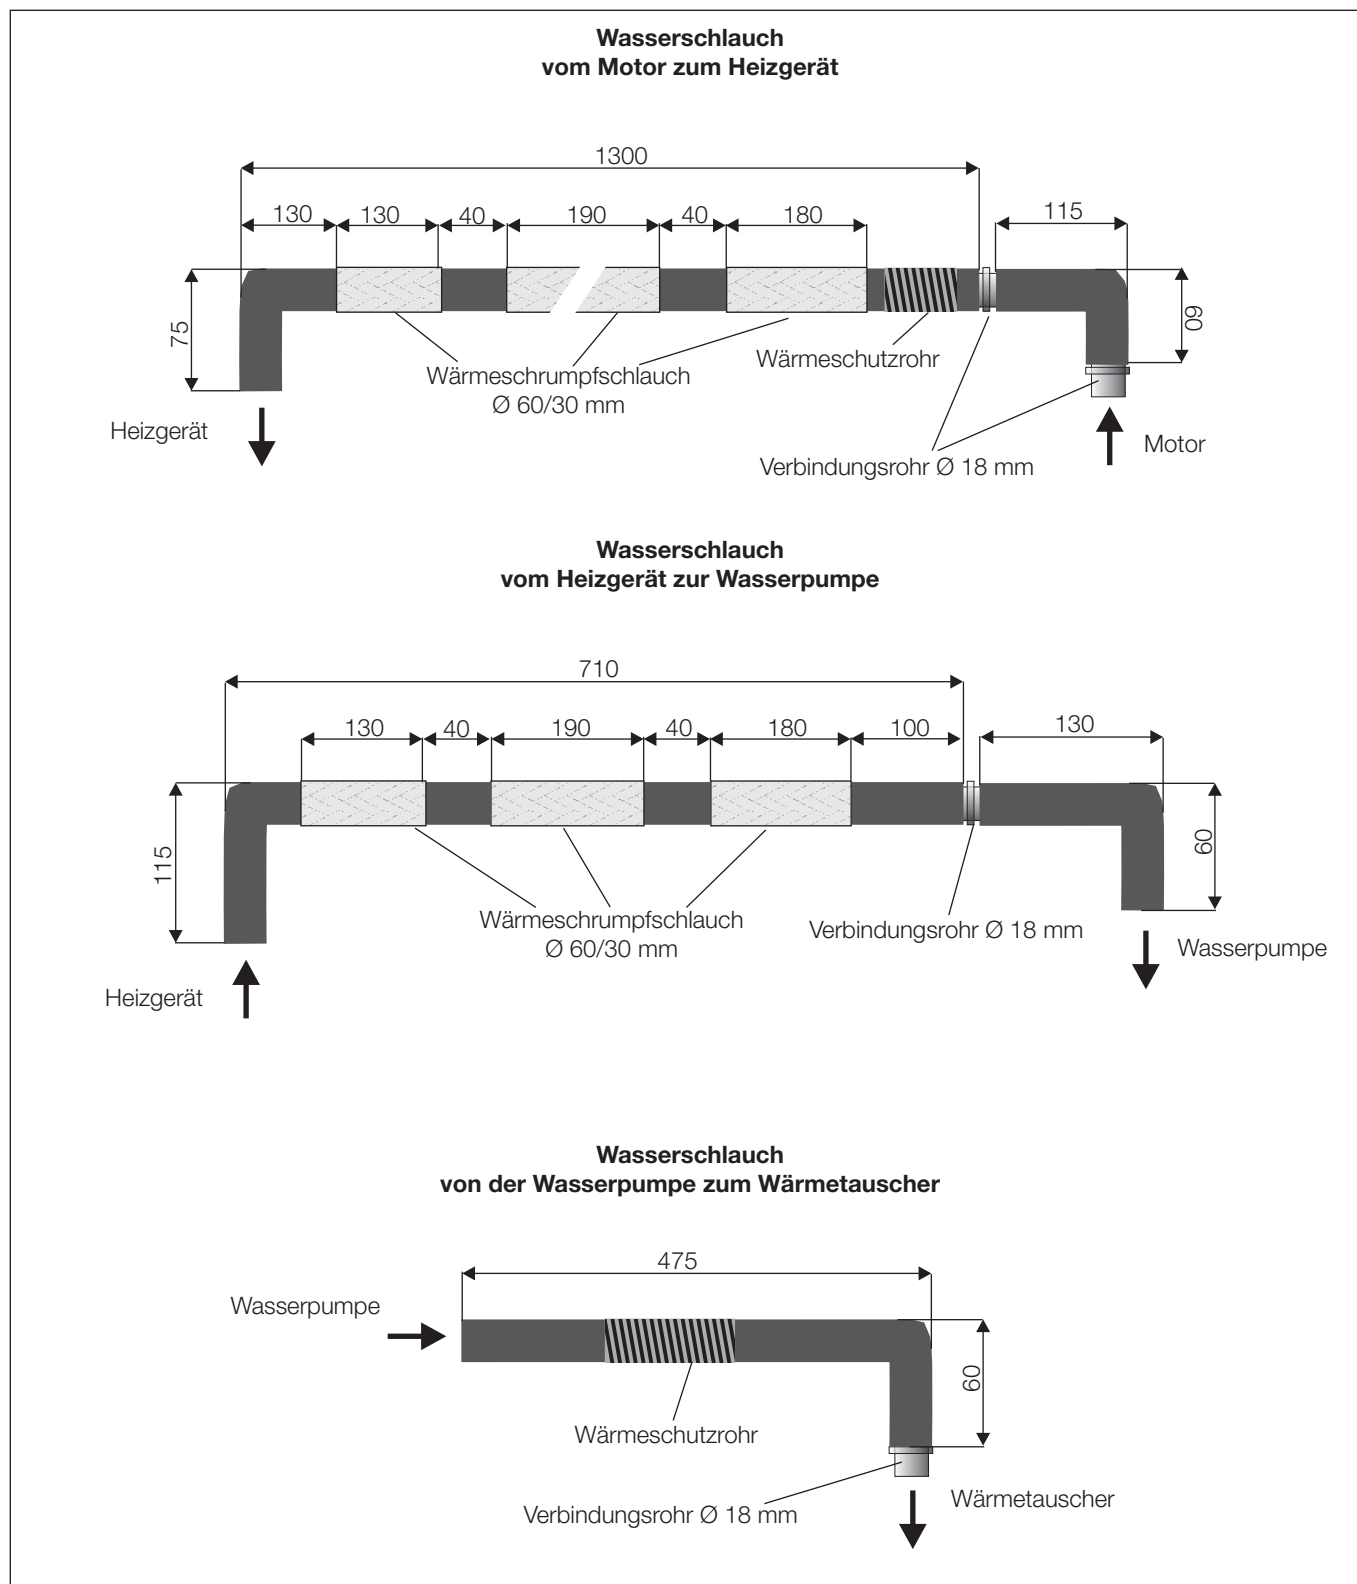 Wasserschlauch
vom Motor zum Heizgerät
1300
130 130 40 190 40 180 115
75
60
Wärmeschutzrohr
Wärmeschrumpfschlauch
Ø 60/30 mm
Heizgerät
Motor
Verbindungsrohr Ø 18 mm
Wasserschlauch
vom Heizgerät zur Wasserpumpe
710
130 40 190 40 180 100 130
115
60
Wärmeschrumpfschlauch
Ø 60/30 mm
Verbindungsrohr Ø 18 mm
Wasserpumpe
Heizgerät
Wasserschlauch
von der Wasserpumpe zum Wärmetauscher
475
Wasserpumpe
60
Wärmeschutzrohr
Wärmetauscher
Verbindungsrohr Ø 18 mm